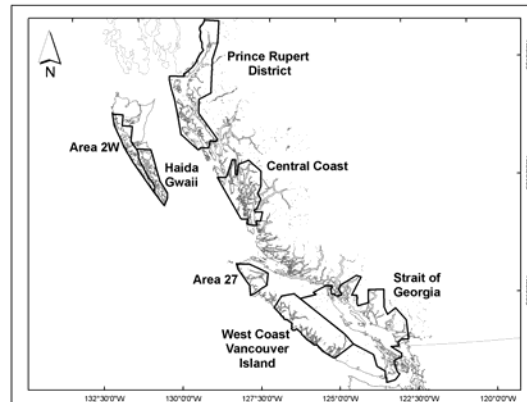 Prince Rupert
District
N
Area 2W
Haida
Gwaii
Central Coast
Area 27
Strait of
Georgia
West Coast
Vancouver
Island
132°30'0"W 130°0'0"W 127°30'0"W 125°0'0"W 122°30'0"W 120°0'0"W